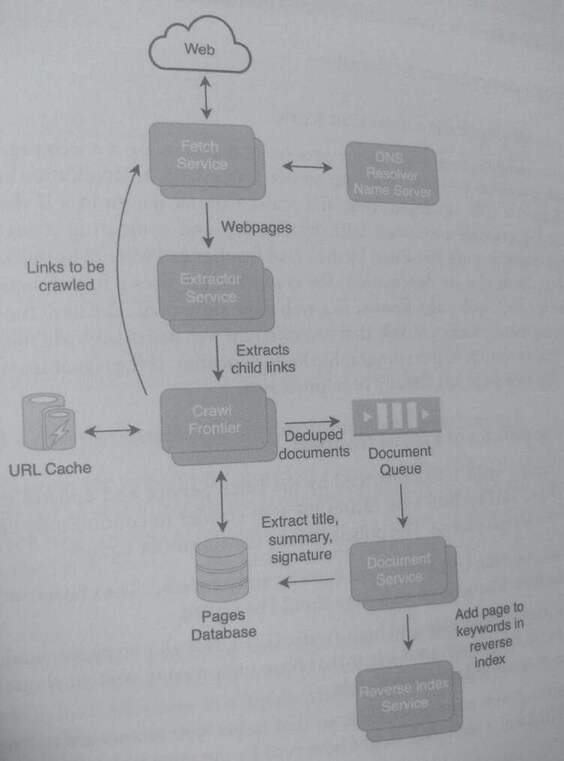 Web
Fetch
Service
DNS
Resolver
Name Server
Webpages
Links to be
crawled
Extractor
Service
Extracts
child links
Crawl
Frontier
URL Cache
Deduped
documents
Document
Queue
Extract title,
summary,
signature
Document
Service
Pages
Database
Add page to
keywords in
reverse
index
Reverse Index
Service